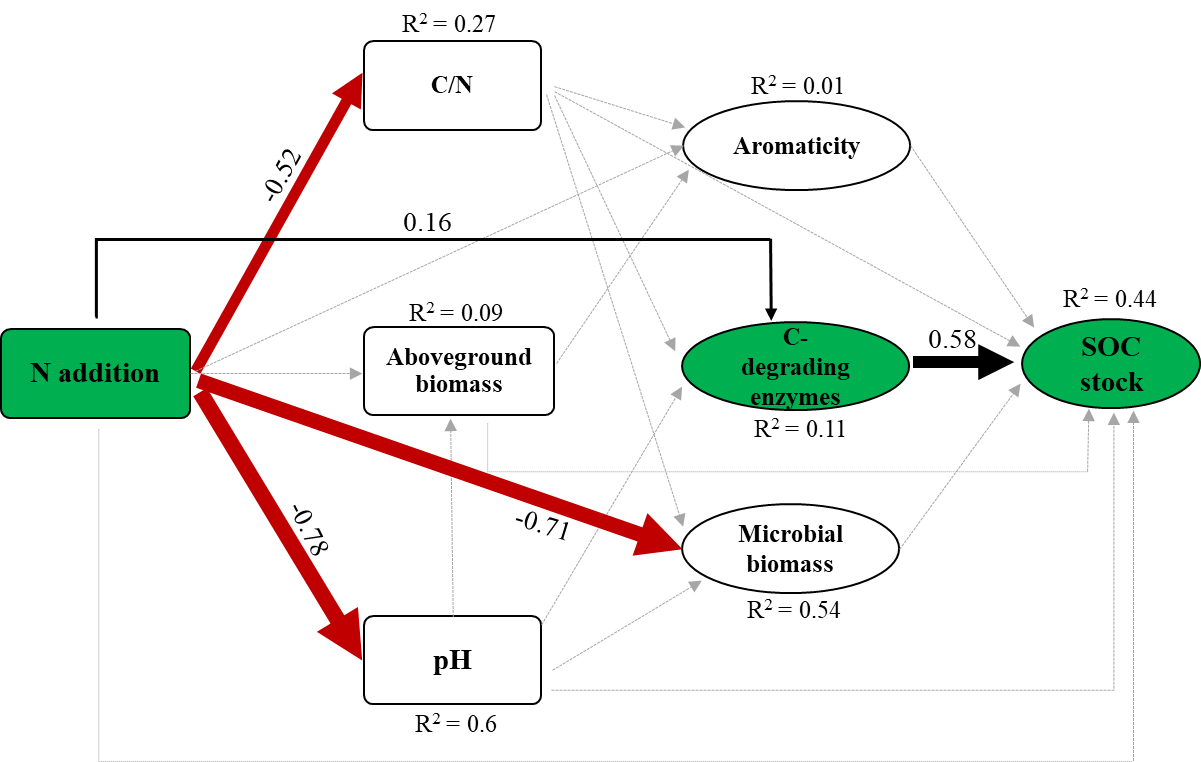 R² = 0.27
C/N
R² = 0.01
Aromaticity
-0.52
0.16
R² = 0.44
R² = 0.09
N addition
Aboveground
biomass
C-
degrading
enzymes
0.58
SOC
stock
R² = 0.11
-0.78
-0.71
Microbial
biomass
R² = 0.54
pH
R² = 0.6